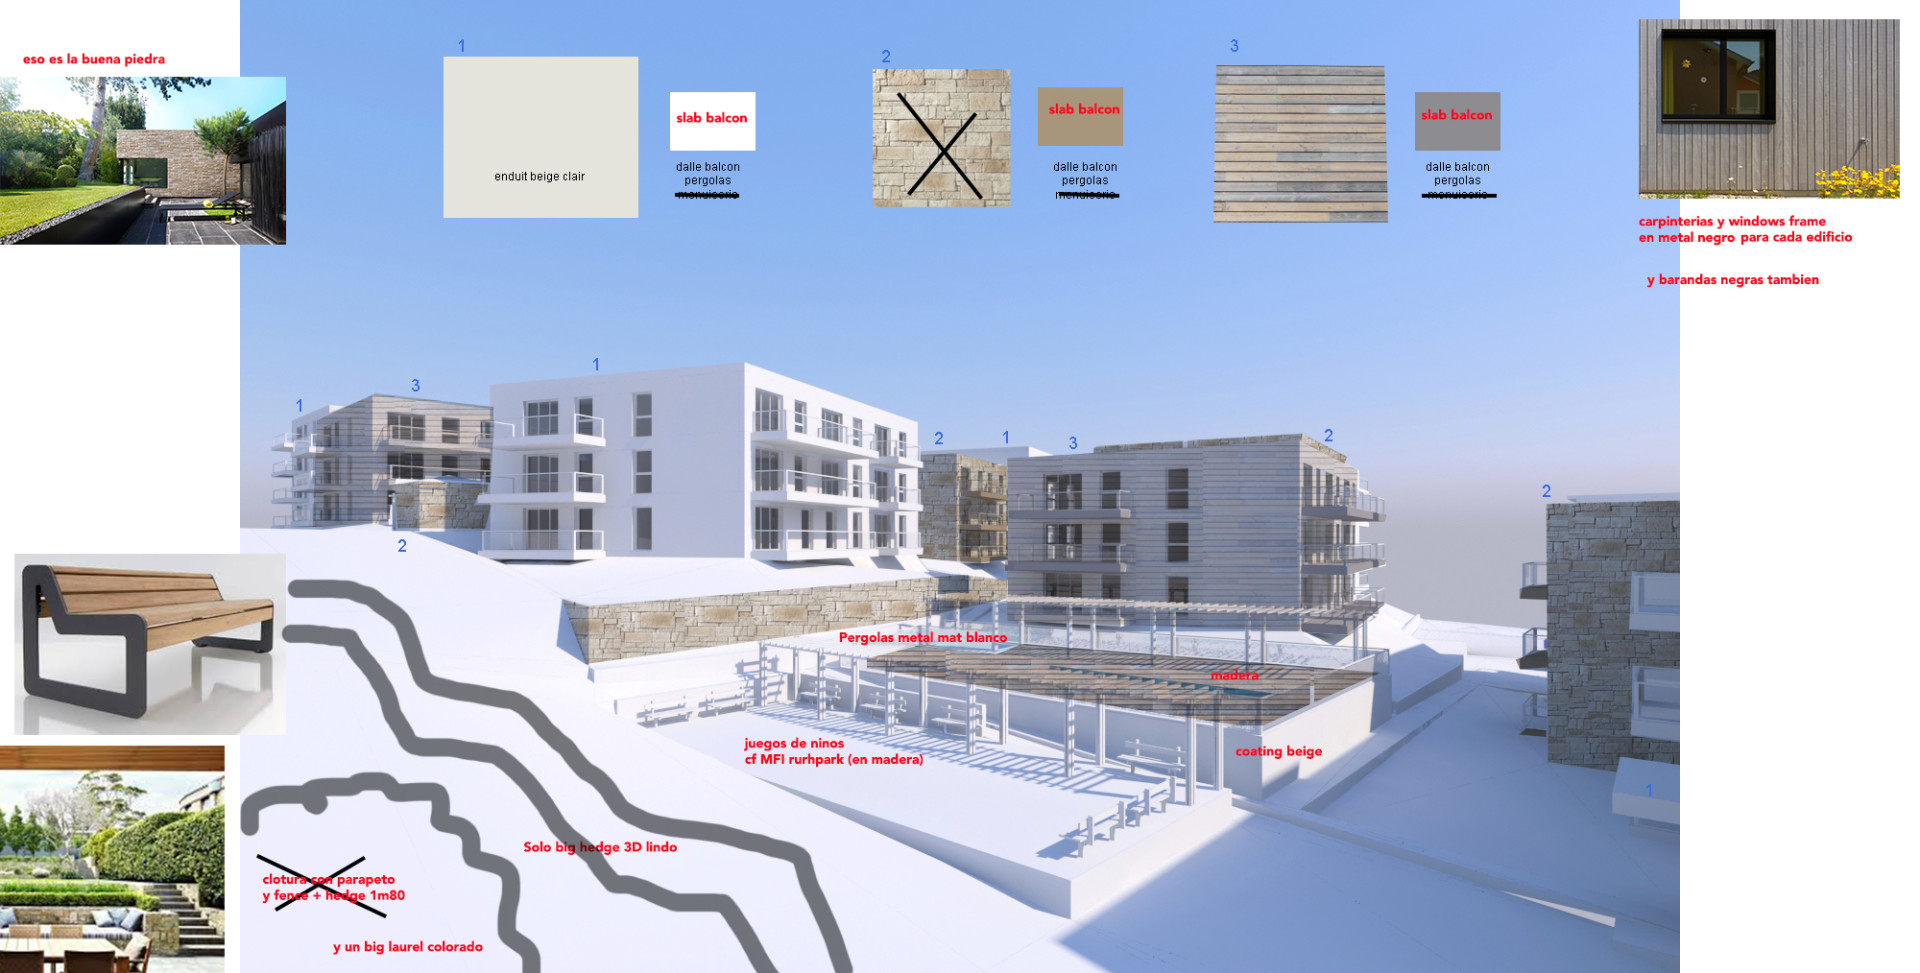 eso es la buena piedra
1
enduit beige clair
slab balcon
dalle balcon
pergolas
menuiserie
2
slab balcon
dalle balcon
pergolas
menuiserie
3
slab balcon
dalle balcon
pergolas
menuiserie
carpinterias y windows frame
en metal negro para cada edificio
y barandas negras tambien
1
3
1
2
2
1
3
2
2
Pergolas metal mat blanco
madera
juegos de ninos
cf MFI rurhpark (en madera)
coating beige
1
Solo big hedge 3D lindo
clotura con parapeto
y fence + hedge 1m80
y un big laurel colorado